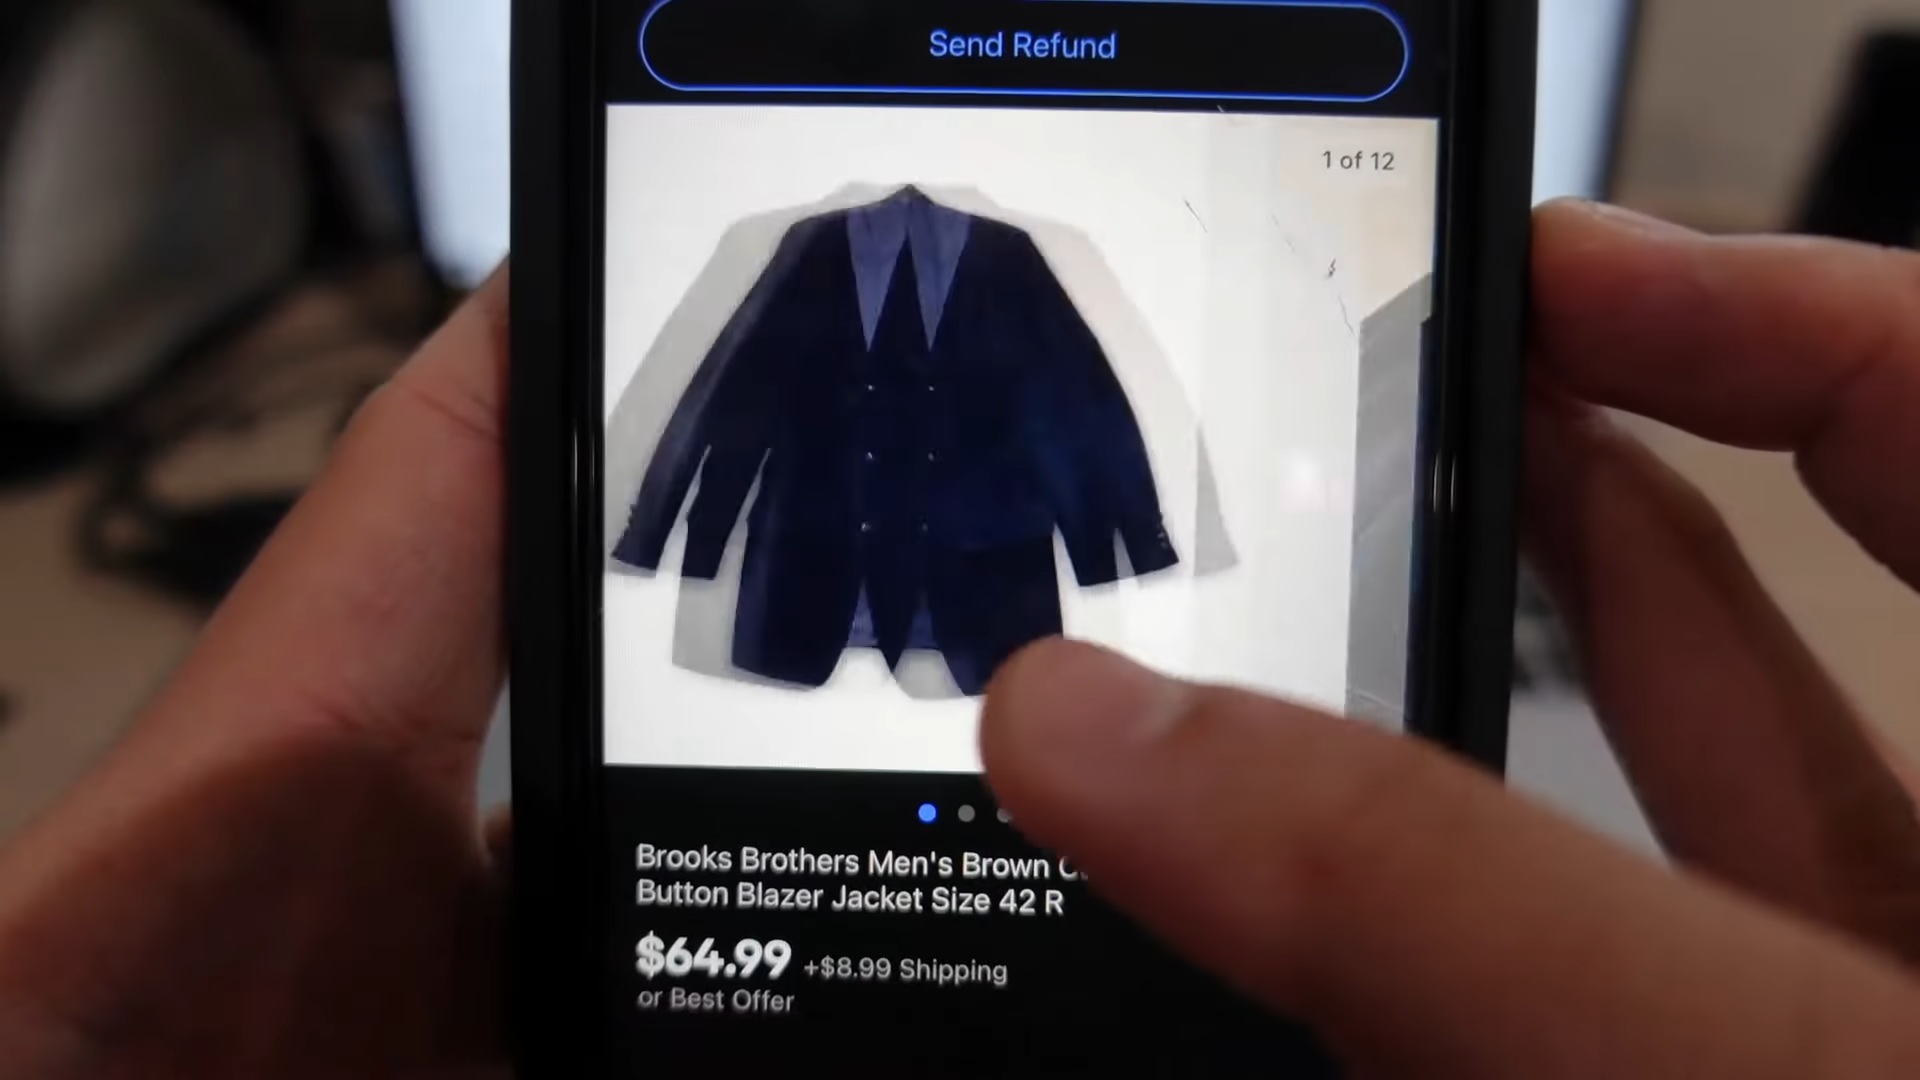 Send Refund
1 of 12
Brooks Brothers Men's Brown
Button Blazer Jacket Size 42 R
$64.99 +$8.99 Shipping
or Best Offer